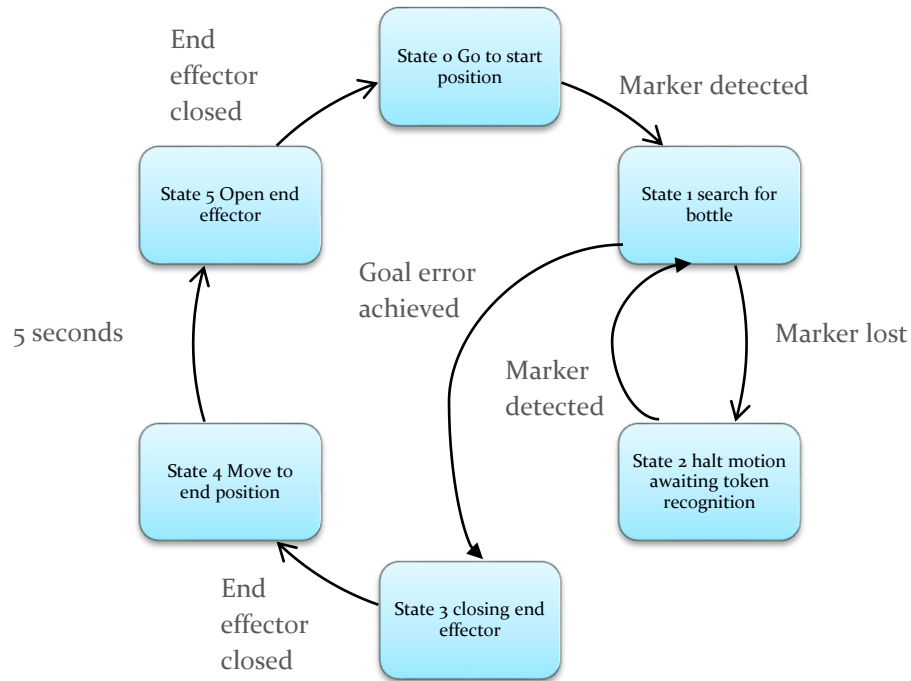 End
effector
closed
State 0 Go to start
position
Marker detected
State 5 Open end
effector
State 1 search for
bottle
Goal error
achieved
5 seconds
Marker lost
Marker
detected
State 4 Move to
end position
State 2 halt motion
awaiting token
recognition
End
effector
closed
State 3 closing end
effector